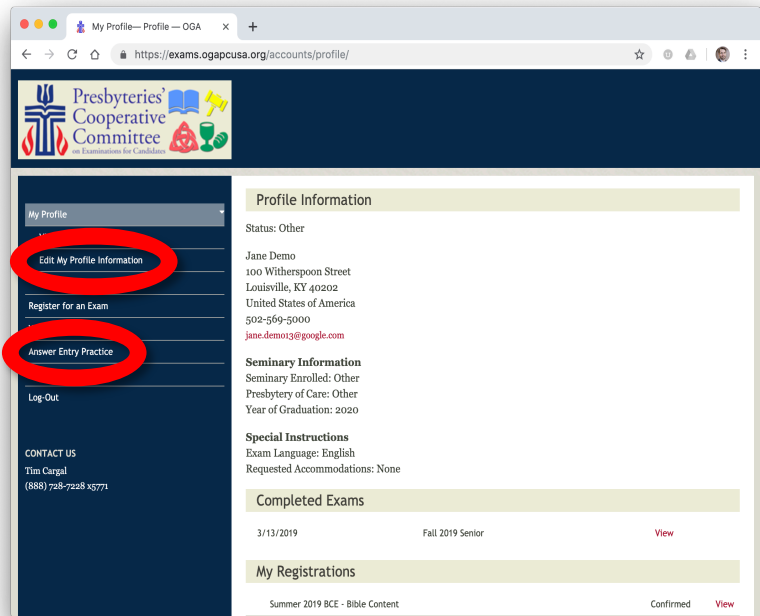 My Profile— Profile — OGA
https://exams.ogapcusa.org/accounts/profile/
Presbyteries'
Cooperative
Committee
on Examinations for Candidates
My Profile
Edit My Profile Information
Register for an Exam
Answer Entry Practice
Log-Out
CONTACT US
Tim Cargal
(888) 728-7228 x5771
Profile Information
Status: Other
Jane Demo
100 Witherspoon Street
Louisville, KY 40202
United States of America
502-569-5000
jane.demo13@google.com
Seminary Information
Seminary Enrolled: Other
Presbytery of Care: Other
Year of Graduation: 2020
Special Instructions
Exam Language: English
Requested Accommodations: None
Completed Exams
3/13/2019 Fall 2019 Senior View
My Registrations
Summer 2019 BCE - Bible Content Confirmed View